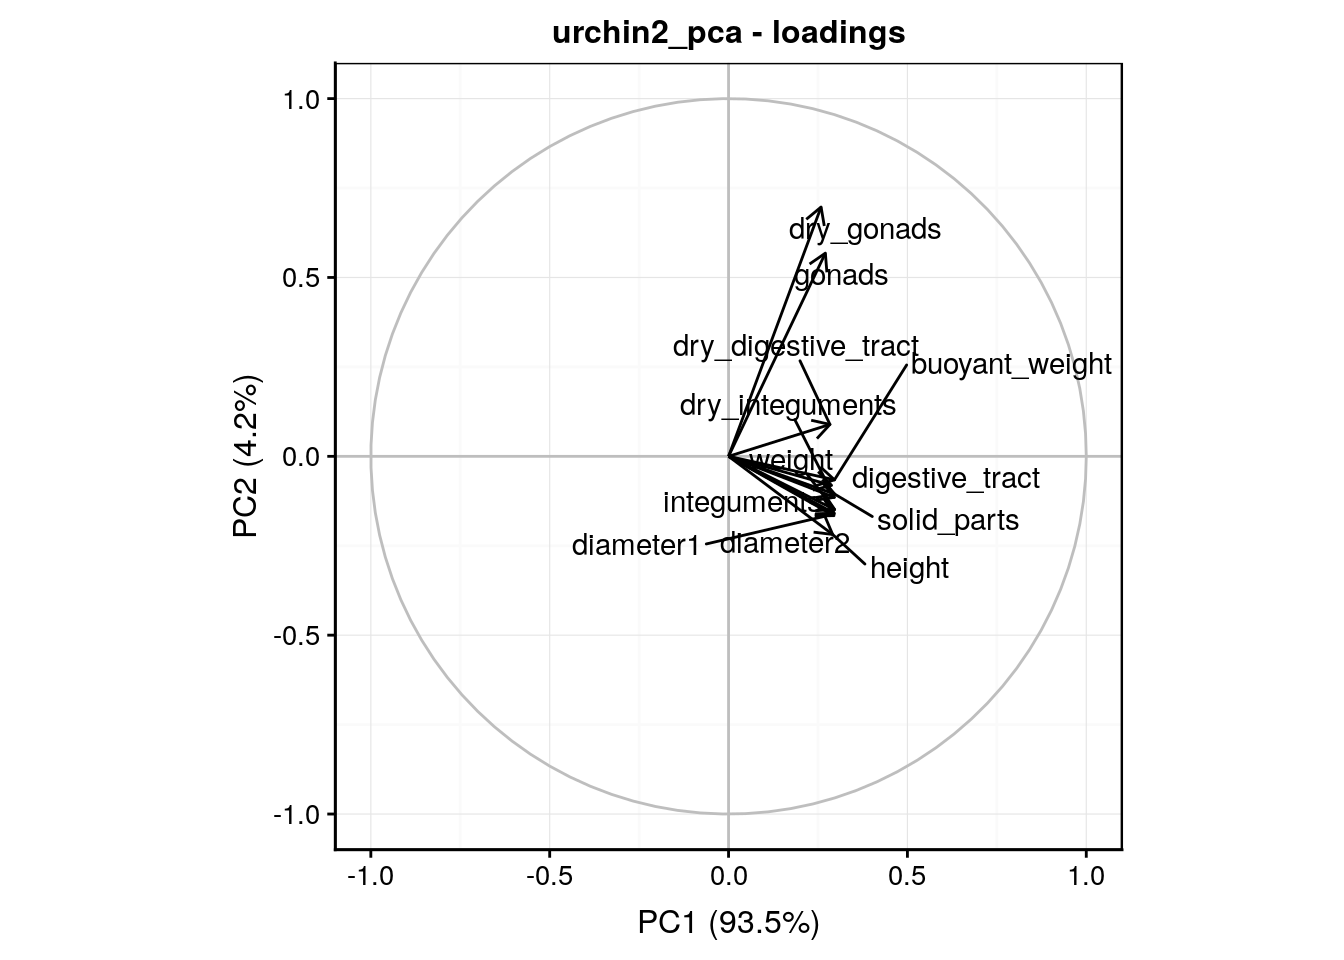 urchin2_pca - loadings
1.0
0.5
0.0
-0.5
-1.0
PC2 (4.2%)
dry_gonads
gonads
dry_digestive_tract
buoyant_weight
dry_integuments
weight
digestive_tract
integuments
solid_parts
diameter1
diameter2
height
-1.0
-0.5
0.0
0.5
1.0
PC1 (93.5%)